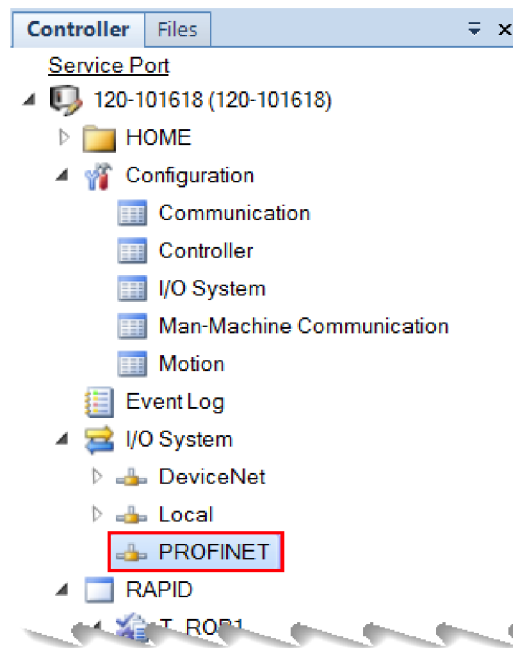 Controller Files
Service Port
120-101618 (120-101618)
HOME
Configuration
Communication
Controller
I/O System
Man-Machine Communication
Motion
Event Log
I/O System
DeviceNet
Local
PROFINET
RAPID
T_ROB1